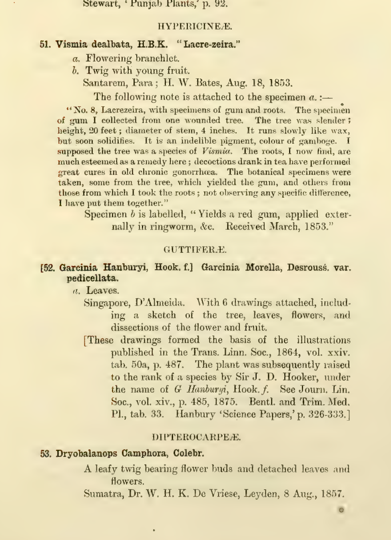 Stewart, ‘Punjab Plants,’ p. 92.
HYPERICINEÆ.
51. Vismia dealbata, H.B.K. "Lacre-zeira."
a. Flowering branchlet.
b. Twig with young fruit.
Santarem, Para; H. W. Bates, Aug. 18, 1853.
The following note is attached to the specimen a. :—
"No. 8, Lacrezeira, with specimens of gum and roots. The specimen
of gum I collected from one wounded tree. The tree was slender;
height, 20 feet; diameter of stem, 4 inches. It runs slowly like wax,
but soon solidifies. It is an indelible pigment, colour of gamboge. I
supposed the tree was a species of Vismia. The roots, I now find, are
much esteemed as a remedy here; decoctions drank in tea have performed
great cures in old chronic gonorrhœa. The botanical specimens were
taken, some from the tree, which yielded the gum, and others from
those from which I took the roots; not observing any specific difference,
I have put them together."
Specimen b is labelled, "Yields a red gum, applied exter-
nally in ringworm, &c. Received March, 1853."
GUTTIFERÆ.
[52. Garcinia Hanburyi, Hook. f.] Garcinia Morella, Desrouss. var.
pedicellata.
a. Leaves.
Singapore, D'Almeida. With 6 drawings attached, includ-
ing a sketch of the tree, leaves, flowers, and
dissections of the flower and fruit.
[These drawings formed the basis of the illustrations
published in the Trans. Linn. Soc., 1864, vol. xxiv.
tab. 50a, p. 487. The plant was subsequently raised
to the rank of a species by Sir J. D. Hooker, under
the name of G Hanburyi, Hook. f. See Journ. Lin.
Soc., vol. xiv., p. 485, 1875. Bentl. and Trim. Med.
Pl., tab. 33. Hanbury ‘Science Papers,’ p. 326-333.]
DIPTEROCARPEÆ.
53. Dryobalanops Camphora, Colebr.
A leafy twig bearing flower buds and detached leaves and
flowers.
Sumatra, Dr. W. H. K. De Vriese, Leyden, 8 Aug., 1857.